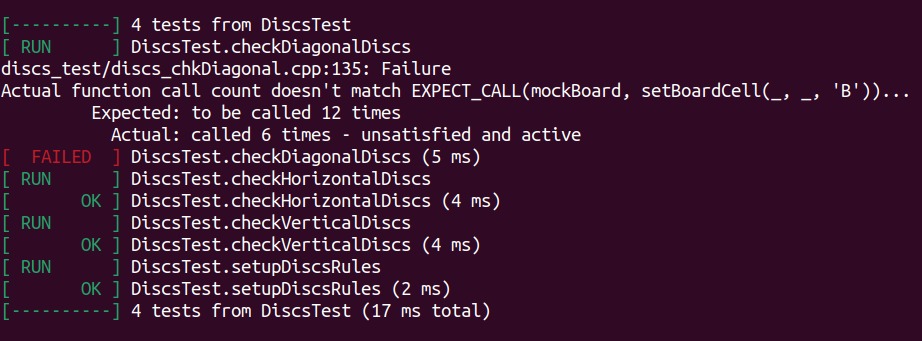 [----------] 4 tests from DiscsTest
[ RUN      ] DiscsTest.checkDiagonalDiscs
discs_test/discs_chkDiagonal.cpp:135: Failure
Actual function call count doesn't match EXPECT_CALL(mockBoard, setBoardCell(_, _, 'B'))...
         Expected: to be called 12 times
           Actual: called 6 times - unsatisfied and active
[  FAILED  ] DiscsTest.checkDiagonalDiscs (5 ms)
[ RUN      ] DiscsTest.checkHorizontalDiscs
[       OK ] DiscsTest.checkHorizontalDiscs (4 ms)
[ RUN      ] DiscsTest.checkVerticalDiscs
[       OK ] DiscsTest.checkVerticalDiscs (4 ms)
[ RUN      ] DiscsTest.setupDiscsRules
[       OK ] DiscsTest.setupDiscsRules (2 ms)
[----------] 4 tests from DiscsTest (17 ms total)